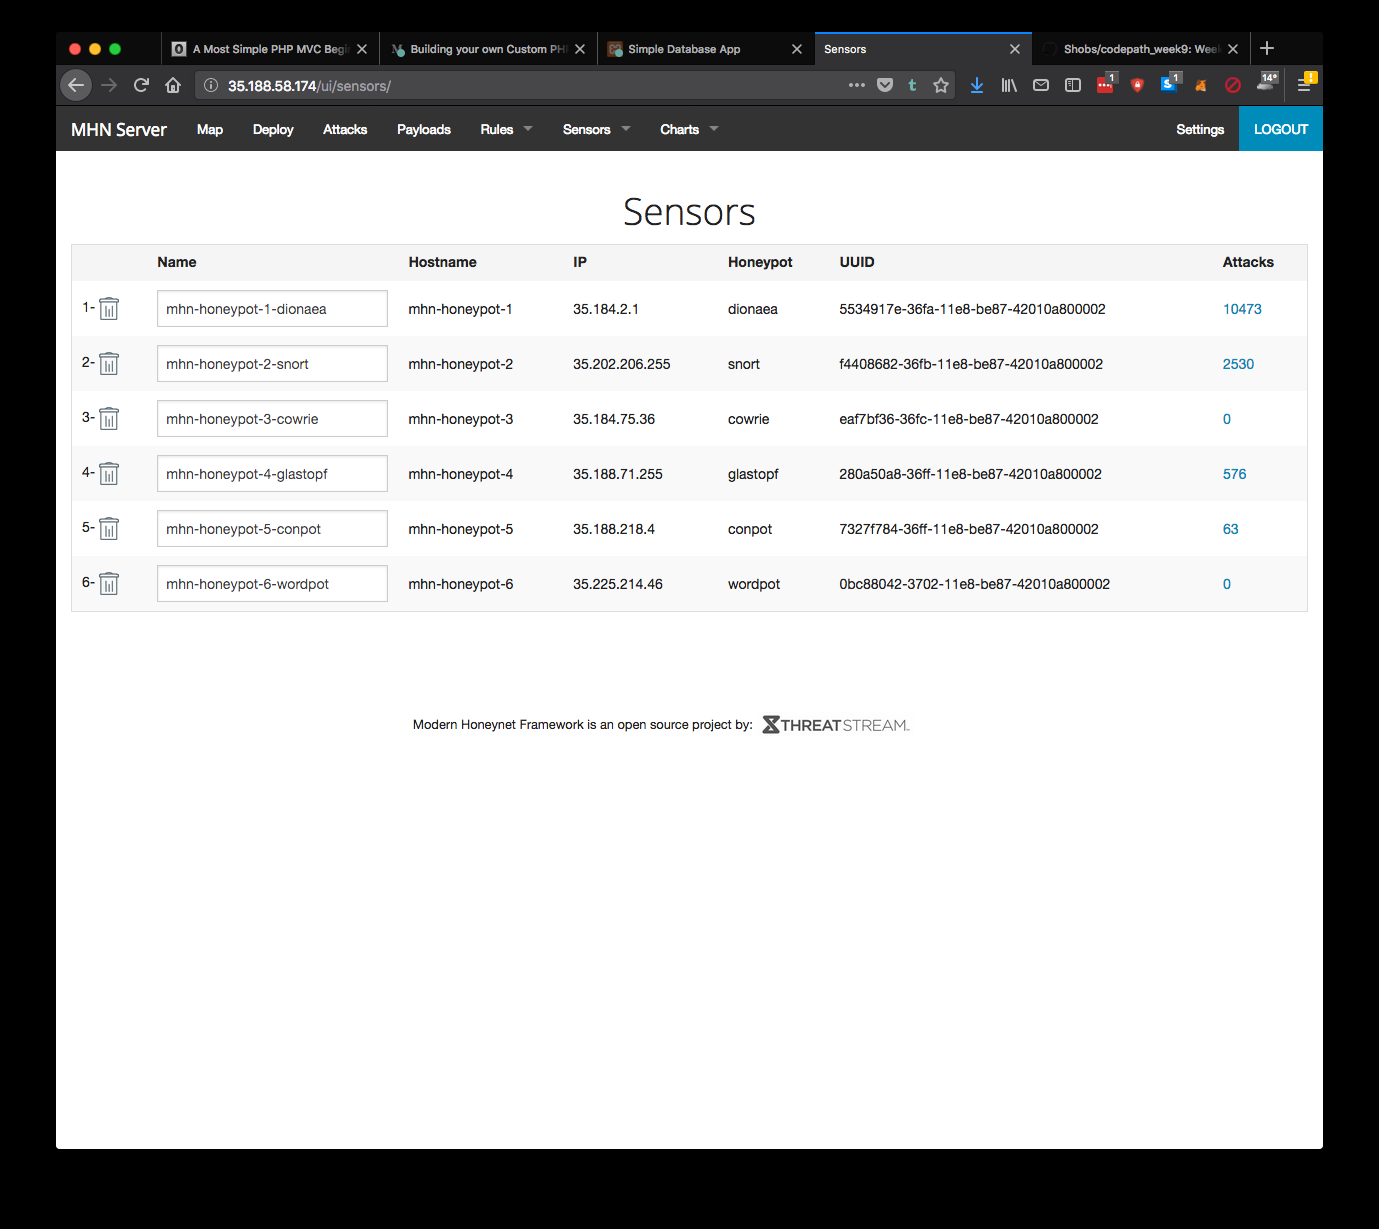 A Most Simple PHP MVC Begi
Building your own Custom PH
Simple Database App
Sensors
Shobs/codepath_week9: Wee
35.188.58.174/ui/sensors/
t
1
S 1
14°
!
MHN Server Map Deploy Attacks Payloads Rules Sensors Charts Settings LOGOUT
Sensors
Name Hostname IP Honeypot UUID Attacks
1- mhn-honeypot-1-dionaea mhn-honeypot-1 35.184.2.1 dionaea 5534917e-36fa-11e8-be87-42010a800002 10473
2- mhn-honeypot-2-snort mhn-honeypot-2 35.202.206.255 snort f4408682-36fb-11e8-be87-42010a800002 2530
3- mhn-honeypot-3-cowrie mhn-honeypot-3 35.184.75.36 cowrie eaf7bf36-36fc-11e8-be87-42010a800002 0
4- mhn-honeypot-4-glastopf mhn-honeypot-4 35.188.71.255 glastopf 280a50a8-36ff-11e8-be87-42010a800002 576
5- mhn-honeypot-5-conpot mhn-honeypot-5 35.188.218.4 conpot 7327f784-36ff-11e8-be87-42010a800002 63
6- mhn-honeypot-6-wordpot mhn-honeypot-6 35.225.214.46 wordpot 0bc88042-3702-11e8-be87-42010a800002 0
Modern Honeynet Framework is an open source project by: THREATSTREAM